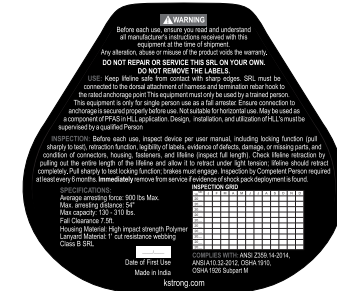 WARNING
Before each use, ensure you read and understand
all manufacturer's instructions received with this
equipment at the time of shipment.
Any alteration, abuse or misuse of the product voids the warranty.
DO NOT REPAIR OR SERVICE THIS SRL ON YOUR OWN.
DO NOT REMOVE THE LABELS.
USE: Keep lifeline safe from contact with sharp edges. SRL must be
connected to the dorsal attachment of harness and termination rebar hook to
the rated anchorage point This equipment must only be used by a trained person.
This equipment is only for single person use as a fall arrester. Ensure connection to
anchorage is secured properly before use. Not suitable for horizontal use. May be used as
a component of PFAS in HLL application. Design, installation, and utilization of HLL's must be
supervised by a qualified Person
INSPECTION: Before each use, inspect device per user manual, including locking function (pull
sharply to test), retraction function, legibility of labels, evidence of defects, damage, or missing parts, and
condition of connectors, housing, fasteners, and lifeline (inspect full length). Check lifeline retraction by
pulling out the entire length of the lifeline and allow it to retract under light tension; lifeline should retract
completely, Pull sharply to test locking function; brakes must engage. Inspection by Competent Person required
at least every 6 months. Immediately remove from service if evidence of shock pack deployment is found.
SPECIFICATIONS:
Average arresting force: 900 lbs Max.
Max. arresting distance: 54"
Max capacity: 130 - 310 lbs.
Fall Clearance 7.5ft.
Housing Material: High impact strength Polymer
Lanyard Material: 1' cut resistance webbing
Class B SRL
INSPECTION GRID
Date of First Use
Made in India
COMPLIES WITH: ANSI Z359.14-2014,
ANSI A10.32-2012, OSHA 1910,
OSHA 1926 Subpart M
kstrong.com